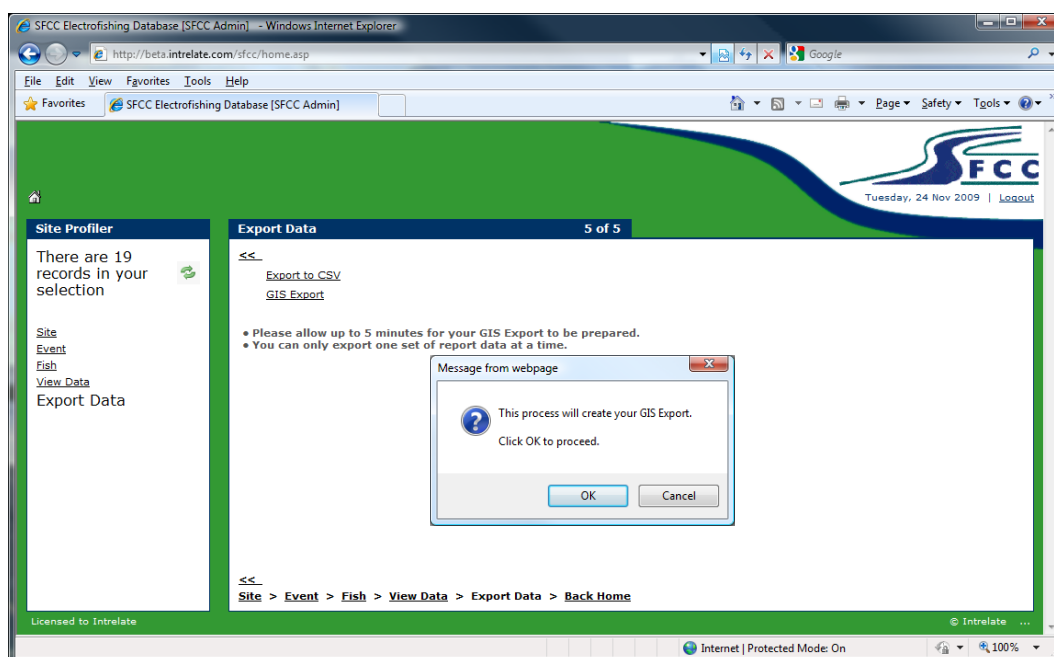 SFCC Electrofishing Database [SFCC Admin] - Windows Internet Explorer
http://beta.intrelate.com/sfcc/home.asp
Google
File Edit View Favorites Tools Help
Favorites
SFCC Electrofishing Database [SFCC Admin]
Page Safety Tools
SFCC
Tuesday, 24 Nov 2009 | Logout
Site Profiler
Export Data 5 of 5
There are 19
records in your
selection
<<
Export to CSV
GIS Export
Site
Event
Fish
View Data
Export Data
• Please allow up to 5 minutes for your GIS Export to be prepared.
• You can only export one set of report data at a time.
Message from webpage
This process will create your GIS Export.
Click OK to proceed.
OK Cancel
<<
Site > Event > Fish > View Data > Export Data > Back Home
Licensed to Intrelate
© Intrelate ...
Internet | Protected Mode: On
100%